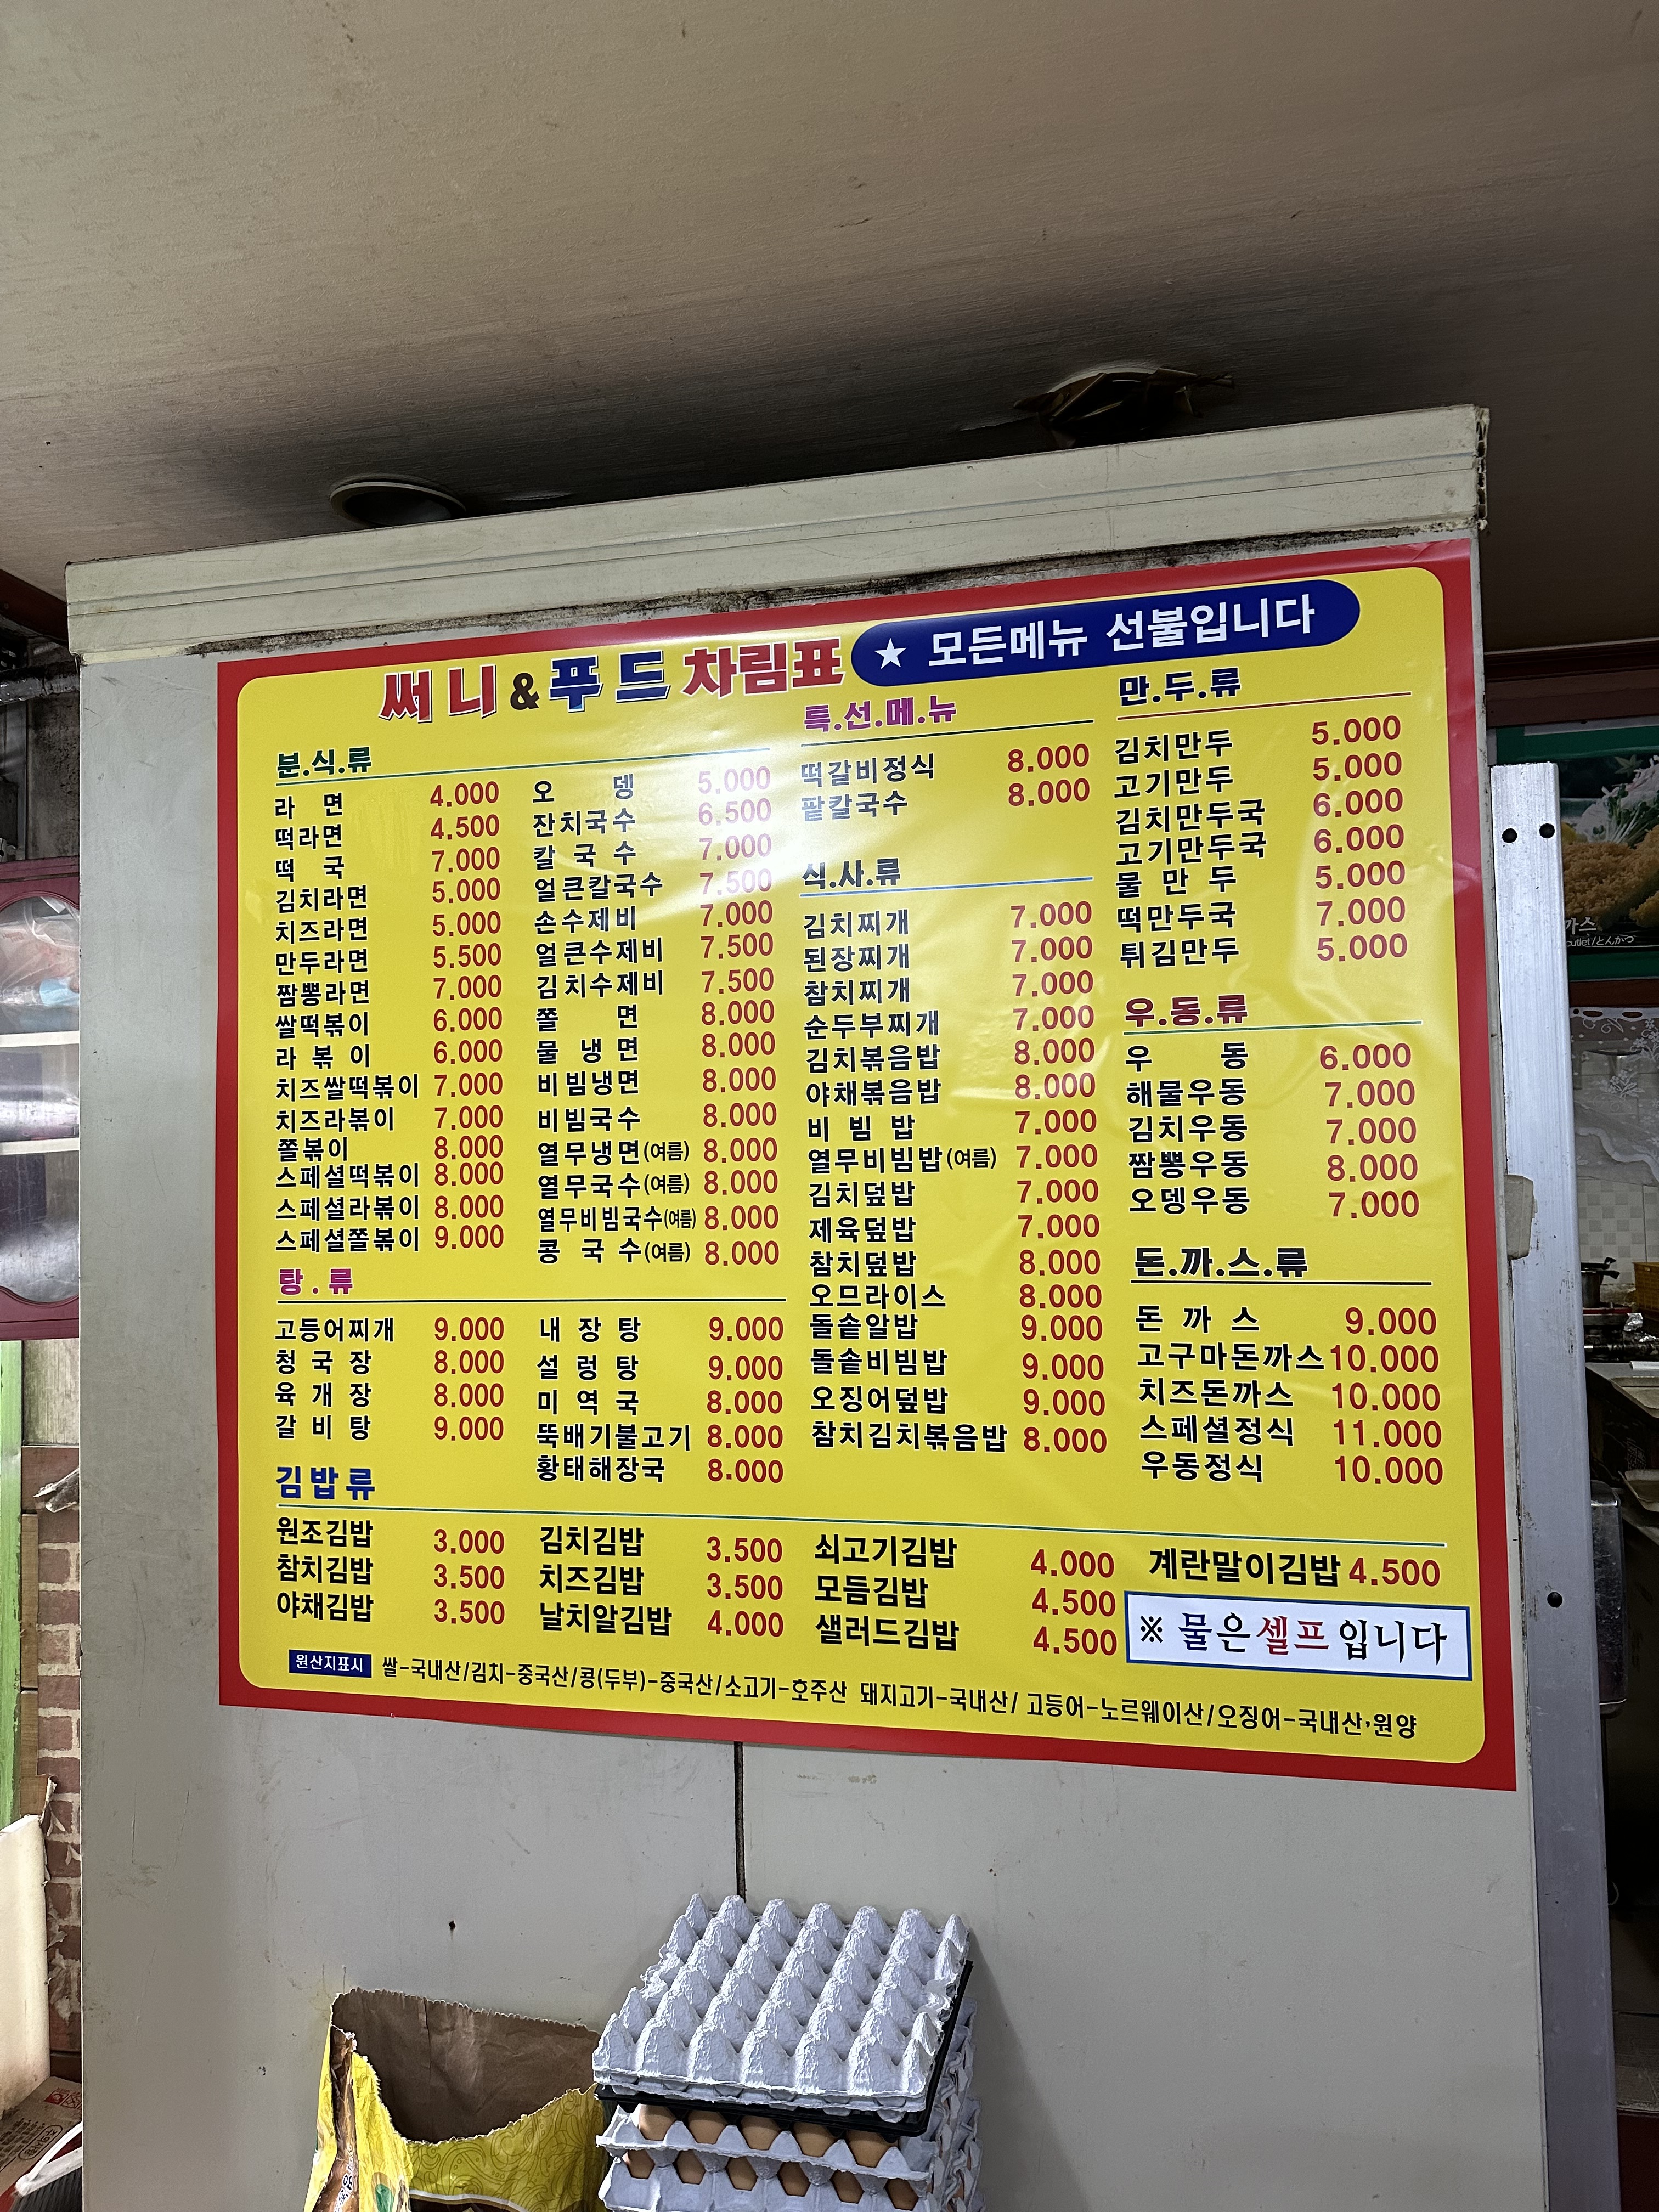 써니&푸드 차림표
★ 모든메뉴 선불입니다
분.식.류
라 면 4.000
떡라면 4.500
떡 국 7.000
김치라면 5.000
치즈라면 5.000
만두라면 5.500
짬뽕라면 7.000
쌀떡볶이 6.000
라 볶 이 6.000
치즈쌀떡볶이 7.000
치즈라볶이 7.000
쫄볶이 8.000
스페셜떡볶이 8.000
스페셜라볶이 8.000
스페셜쫄볶이 9.000
오 뎅 5.000
잔치국수 6.500
칼 국 수 7.000
얼큰칼국수 7.500
손수제비 7.000
얼큰수제비 7.500
김치수제비 7.500
쫄 면 8.000
물 냉 면 8.000
비빔냉면 8.000
비빔국수 8.000
열무냉면(여름) 8.000
열무국수(여름) 8.000
열무비빔국수(여름) 8.000
콩 국 수(여름) 8.000
탕.류
고등어찌개 9.000
청 국 장 8.000
육 개 장 8.000
갈 비 탕 9.000
내 장 탕 9.000
설 렁 탕 9.000
미 역 국 8.000
뚝배기불고기 8.000
황태해장국 8.000
특.선.메.뉴
떡갈비정식 8.000
팥칼국수 8.000
식.사.류
김치찌개 7.000
된장찌개 7.000
참치찌개 7.000
순두부찌개 7.000
김치볶음밥 8.000
야채볶음밥 8.000
비 빔 밥 7.000
열무비빔밥(여름) 7.000
김치덮밥 7.000
제육덮밥 7.000
참치덮밥 8.000
오므라이스 8.000
돌솥알밥 9.000
돌솥비빔밥 9.000
오징어덮밥 9.000
참치김치볶음밥 8.000
만.두.류
김치만두 5.000
고기만두 5.000
김치만두국 6.000
고기만두국 6.000
물 만 두 5.000
떡만두국 7.000
튀김만두 5.000
우.동.류
우 동 6.000
해물우동 7.000
김치우동 7.000
짬뽕우동 8.000
오뎅우동 7.000
돈.까.스.류
돈 까 스 9.000
고구마돈까스 10.000
치즈돈까스 10.000
스페셜정식 11.000
우동정식 10.000
김밥류
원조김밥 3.000
참치김밥 3.500
야채김밥 3.500
김치김밥 3.500
치즈김밥 3.500
날치알김밥 4.000
쇠고기김밥 4.000
모듬김밥 4.500
샐러드김밥 4.500
계란말이김밥 4.500
※ 물은셀프입니다
원산지표시 쌀-국내산/김치-중국산/콩(두부)-중국산/소고기-호주산 돼지고기-국내산/ 고등어-노르웨이산/오징어-국내산,원양
까스
utlet/とんかつ